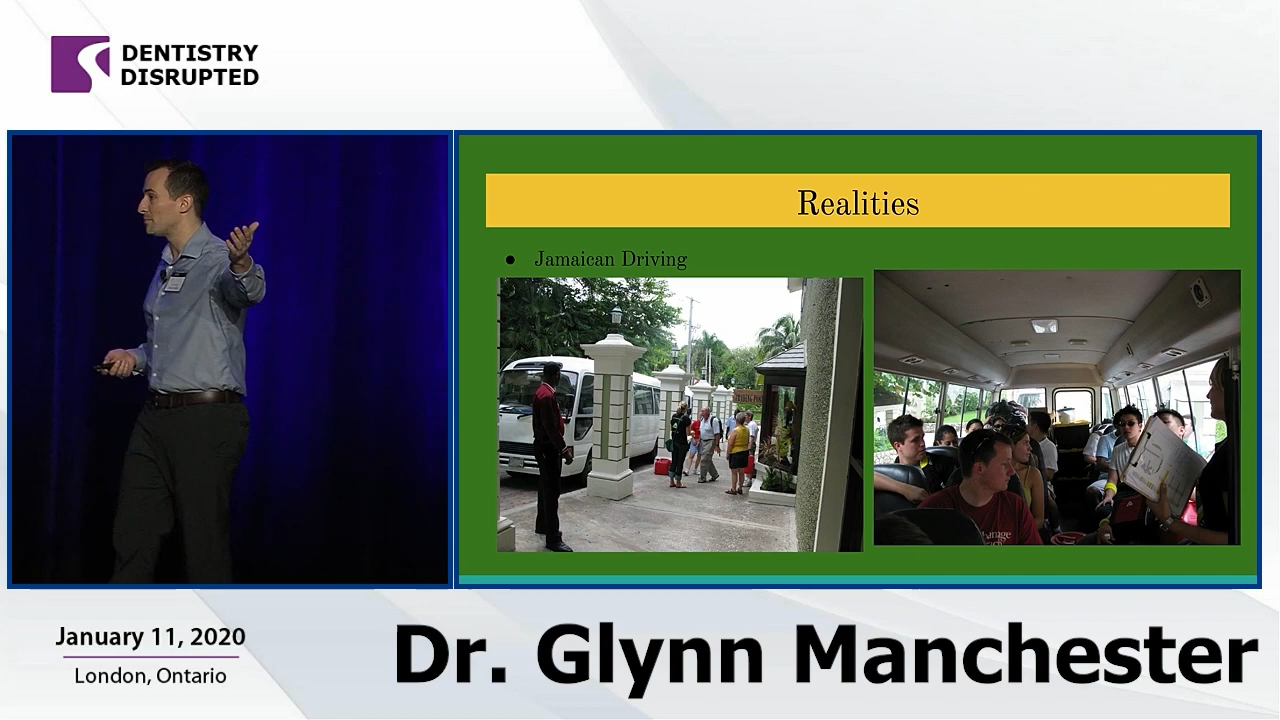 DENTISTRY
DISRUPTED
Realities
● Jamaican Driving
January 11, 2020
London, Ontario
Dr. Glynn Manchester